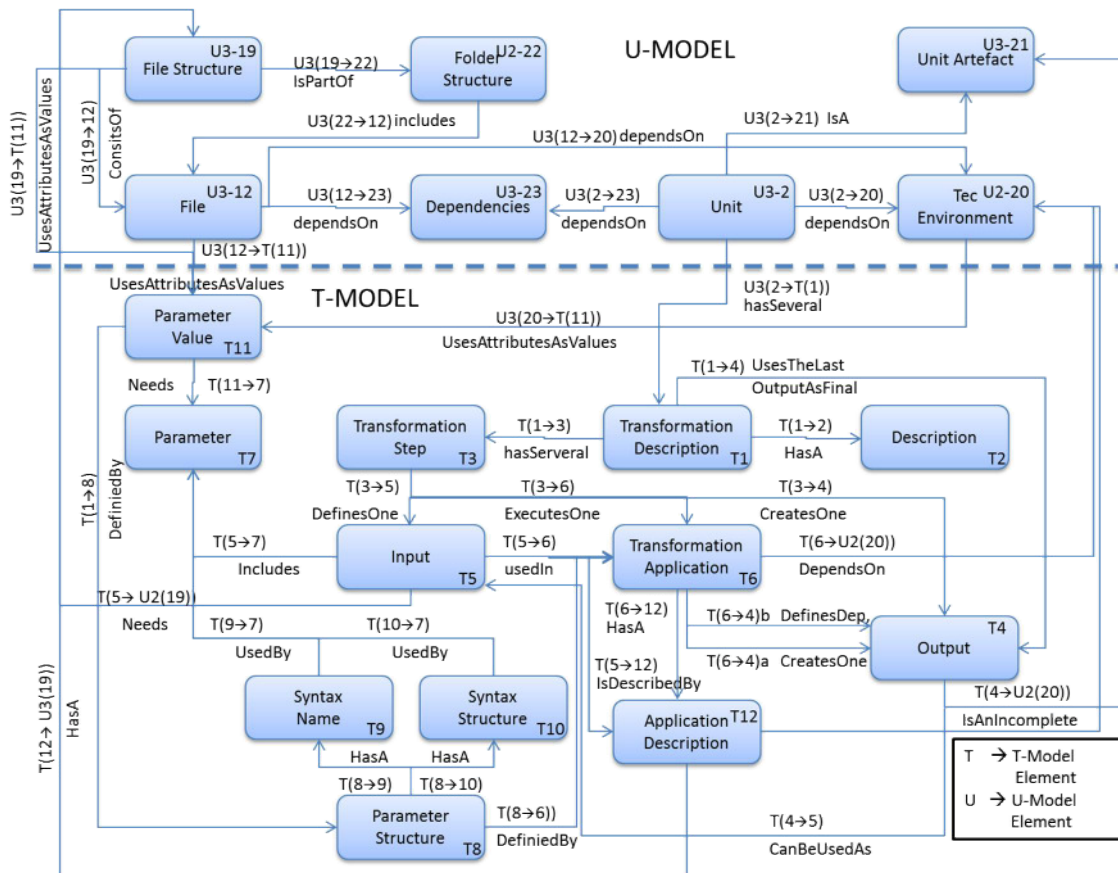 U3-19
File Structure
U3(19→22)
IsPartOf
U2-22
Folder
Structure
U-MODEL
U3-21
Unit Artefact
U3(19→T(11))
UsesAttributesAsValues
U3(19→12)
ConsitsOf
U3(22→12) includes
U3(2→21) IsA
U3(12→20) dependsOn
U3-12
File
U3(12→23)
dependsOn
U3-23
Dependencies
U3(2→23)
dependsOn
U3-2
Unit
U3(2→20)
dependsOn
U2-20
Tec
Environment
U3(12→T(11))
UsesAttributesAsValues
T-MODEL
U3(2→T(1))
hasSeveral
Parameter
Value
T11
U3(20→T(11))
UsesAttributesAsValues
Needs
T(11→7)
T(1→4)
UsesTheLast
OutputAsFinal
Parameter
T7
Transformation
Step
T3
T(1→3)
hasServeral
Transformation
Description
T1
T(1→2)
HasA
Description
T2
T(1→8)
DefiniedBy
T(3→5)
DefinesOne
T(3→6)
ExecutesOne
T(3→4)
CreatesOne
T(5→7)
Includes
Input
T5
T(5→6)
usedIn
Transformation
Application
T6
T(6→U2(20))
DependsOn
T(5→ U2(19))
Needs
T(9→7)
UsedBy
T(10→7)
UsedBy
T(6→12)
HasA
T(6→4)b DefinesDep,
T(6→4)a CreatesOne
T4
Output
T(12→ U3(19))
HasA
T(5→12)
IsDescribedBy
Syntax
Name
T9
Syntax
Structure
T10
T12
Application
Description
T(4→U2(20))
IsAnIncomplete
HasA
HasA
T(8→9)
T(8→10)
Parameter
Structure
T8
T(8→6))
DefiniedBy
T(4→5)
CanBeUsedAs
T → T-Model
Element
U → U-Model
Element